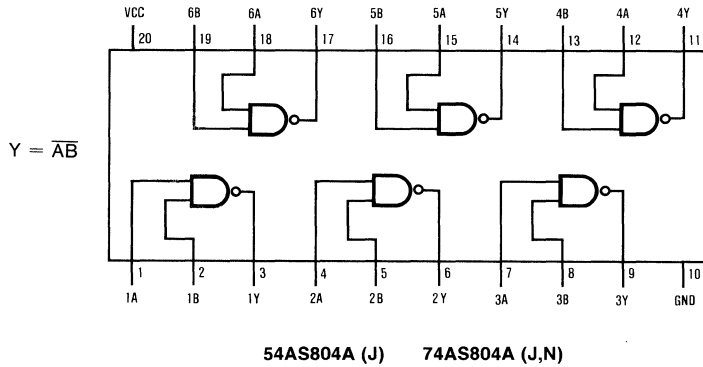 VCC 6B 6A 6Y 5B 5A 5Y 4B 4A 4Y
20 19 18 17 16 15 14 13 12 11
Y = A̅B̅
1 2 3 4 5 6 7 8 9 10
1A 1B 1Y 2A 2B 2Y 3A 3B 3Y GND
54AS804A (J) 74AS804A (J,N)